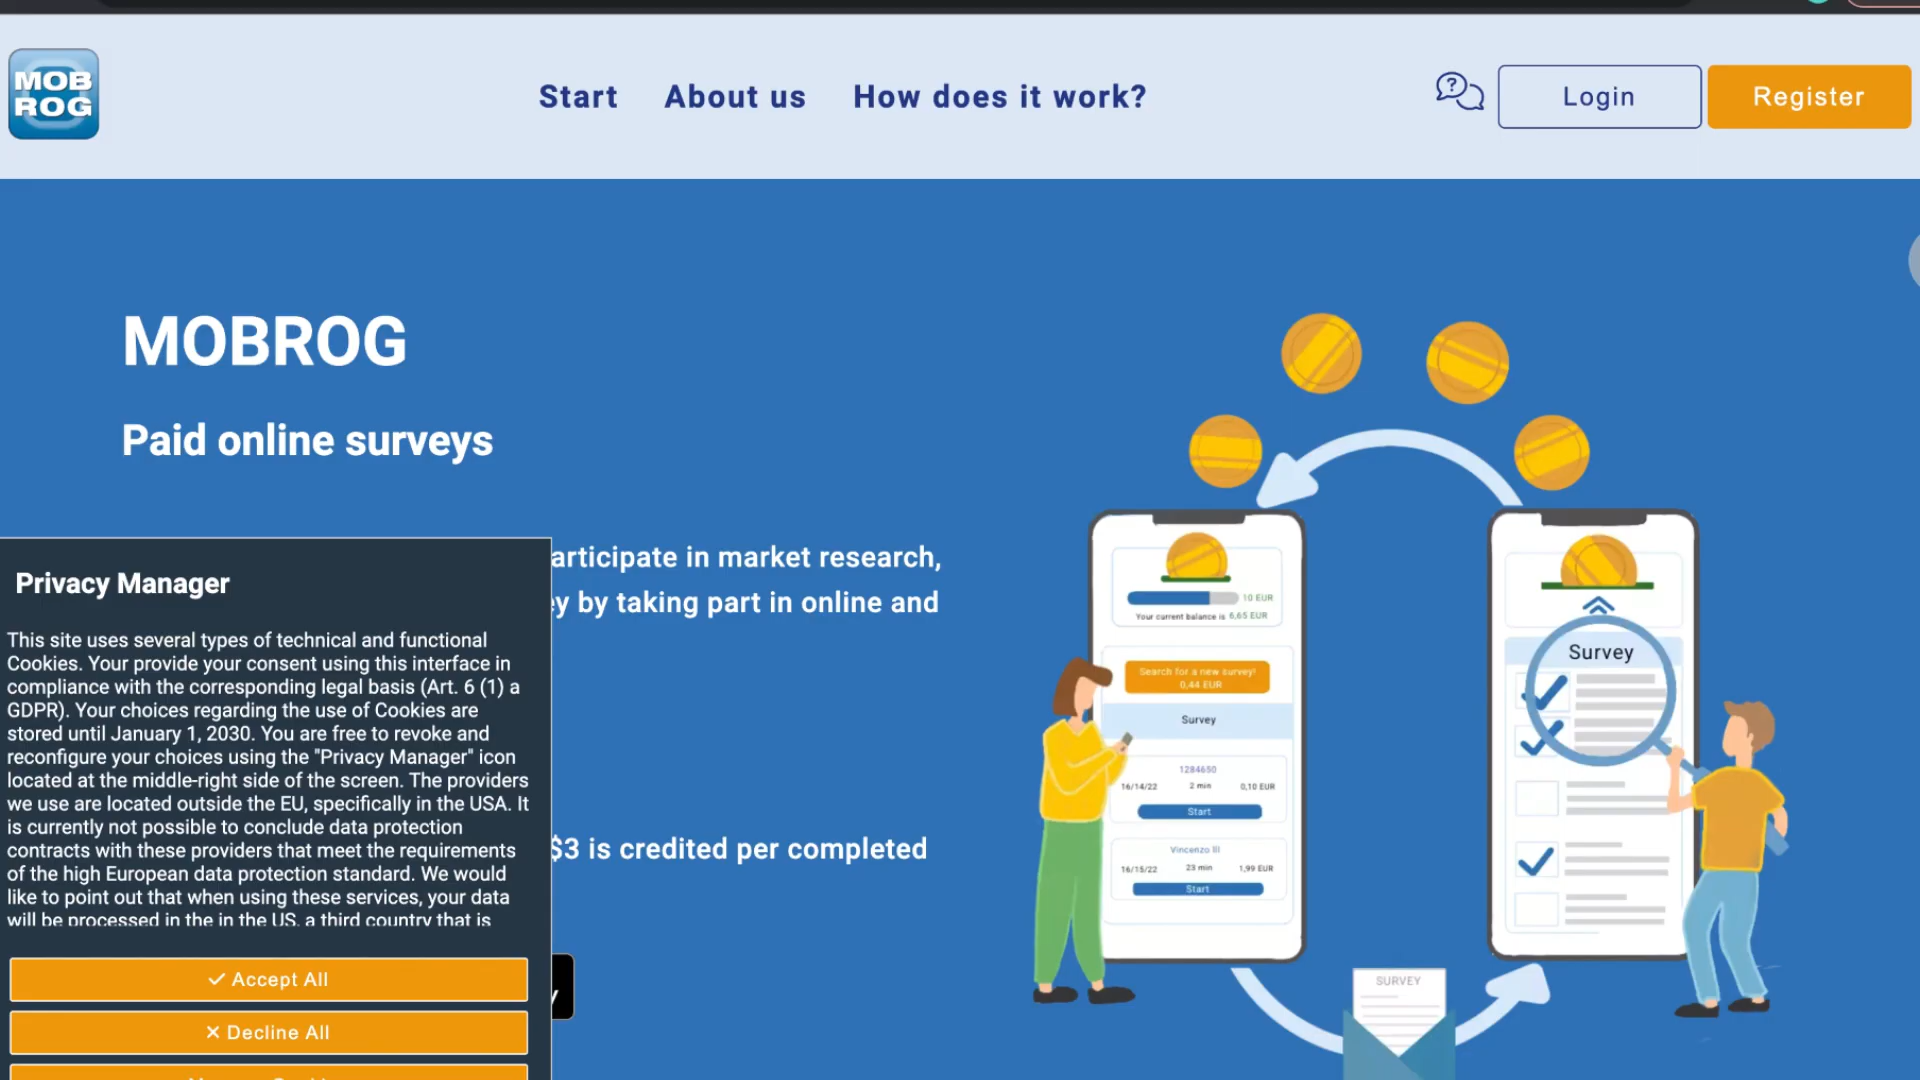 MOB
ROG
Start
About us
How does it work?
?
Login
Register
MOBROG
Paid online surveys
articipate in market research,
by taking part in online and
$3 is credited per completed
Privacy Manager
This site uses several types of technical and functional
Cookies. Your provide your consent using this interface in
compliance with the corresponding legal basis (Art. 6 (1) a
GDPR). Your choices regarding the use of Cookies are
stored until January 1, 2030. You are free to revoke and
reconfigure your choices using the "Privacy Manager" icon
located at the middle-right side of the screen. The providers
we use are located outside the EU, specifically in the USA. It
is currently not possible to conclude data protection
contracts with these providers that meet the requirements
of the high European data protection standard. We would
like to point out that when using these services, your data
will be processed in the in the US, a third country that is
Accept All
Decline All
10 EUR
Your current balance is 6,65 EUR
Search for a new survey!
0,44 EUR
Survey
1284650
16/14/22 2 min 0,10 EUR
Start
Vincenzo III
16/15/22 23 min 1,99 EUR
Start
Survey
SURVEY